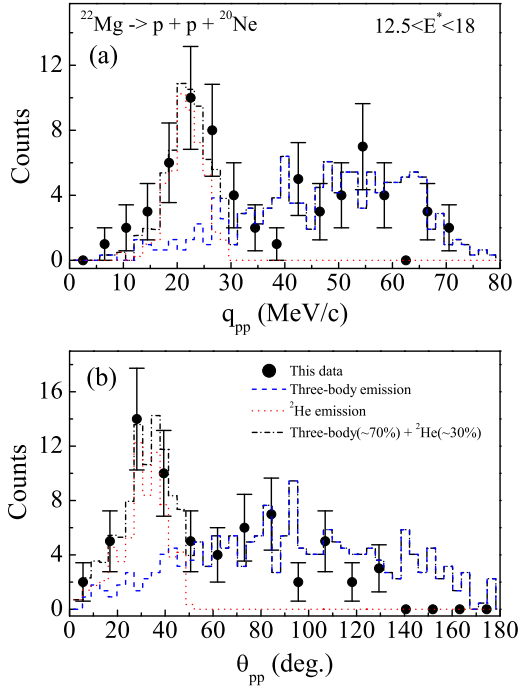 ²²Mg -> p + p + ²⁰Ne 12.5<E*<18
(a)
Counts
12
8
4
0
0 10 20 30 40 50 60 70 80
q_pp (MeV/c)
(b)
This data
Three-body emission
²He emission
Three-body(~70%) + ²He(~30%)
Counts
16
12
8
4
0
0 20 40 60 80 100 120 140 160 180
θ_pp (deg.)